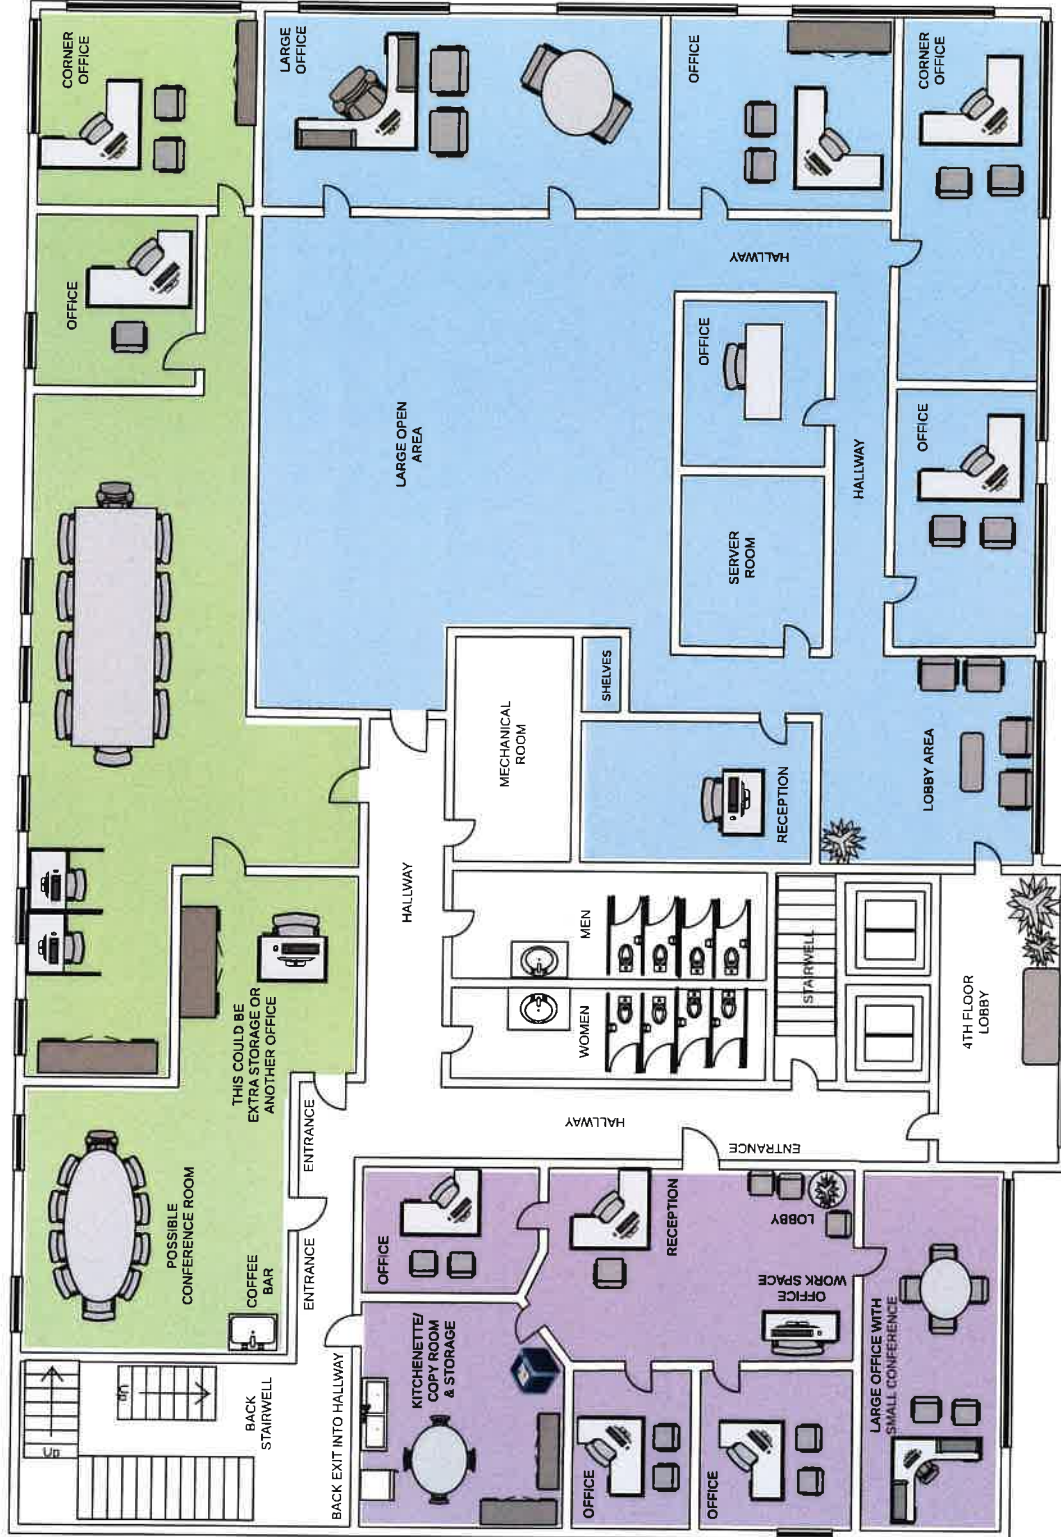 CORNER
OFFICE
LARGE
OFFICE
OFFICE
CORNER
OFFICE
OFFICE
HALLWAY
OFFICE
LARGE OPEN
AREA
HALLWAY
OFFICE
SERVER
ROOM
SHELVES
MECHANICAL
ROOM
LOBBY AREA
RECEPTION
HALLWAY
MEN
WOMEN
STAIRWELL
4TH FLOOR
LOBBY
THIS COULD BE
EXTRA STORAGE OR
ANOTHER OFFICE
ENTRANCE
HALLWAY
ENTRANCE
POSSIBLE
CONFERENCE ROOM
COFFEE
BAR
ENTRANCE
OFFICE
RECEPTION
LOBBY
OFFICE
WORK SPACE
KITCHENETTE/
COPY ROOM
& STORAGE
LARGE OFFICE WITH
SMALL CONFERENCE
UP
UP
BACK
STAIRWELL
BACK EXIT INTO HALLWAY
OFFICE
OFFICE